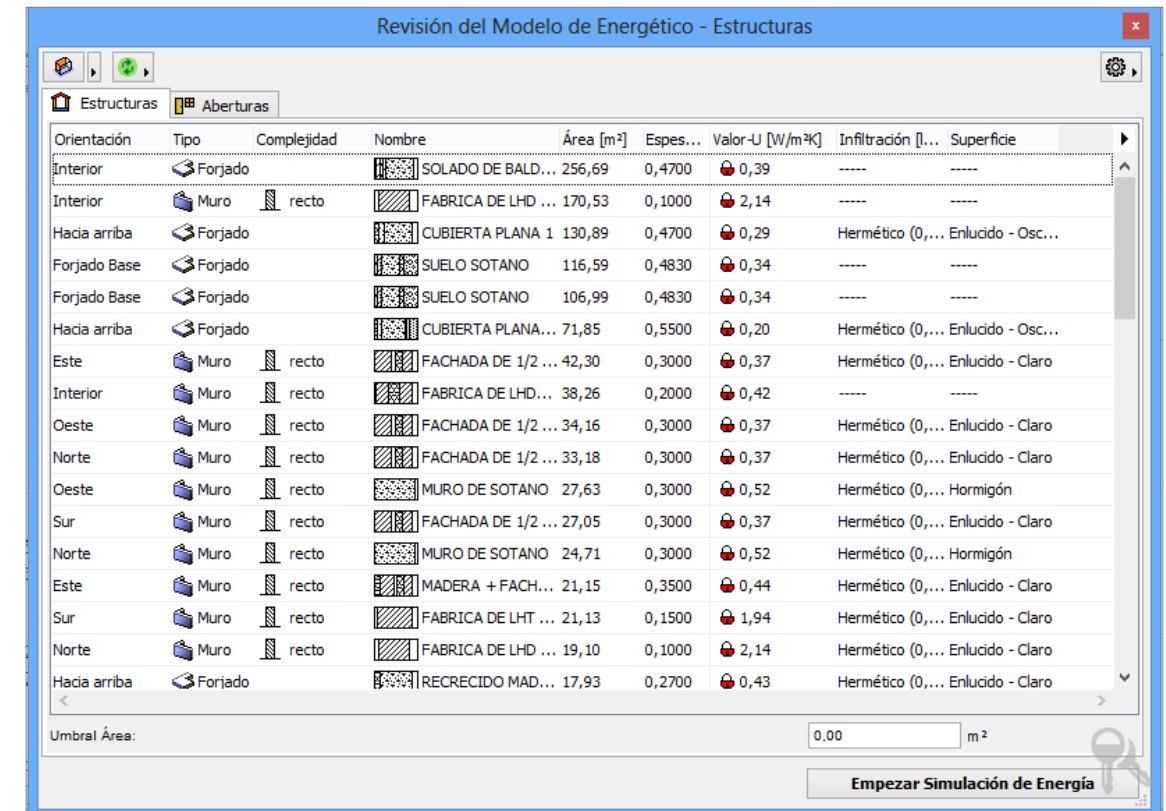 Revisión del Modelo de Energético - Estructuras
x
Estructuras Aberturas
Orientación Tipo Complejidad Nombre Área [m²] Espes... Valor-U [W/m²K] Infiltración [l... Superficie
Interior Forjado SOLADO DE BALD... 256,69 0,4700 0,39 ----- -----
Interior Muro recto FABRICA DE LHD ... 170,53 0,1000 2,14 ----- -----
Hacia arriba Forjado CUBIERTA PLANA 1 130,89 0,4700 0,29 Hermético (0,... Enlucido - Osc...
Forjado Base Forjado SUELO SOTANO 116,59 0,4830 0,34 ----- -----
Forjado Base Forjado SUELO SOTANO 106,99 0,4830 0,34 ----- -----
Hacia arriba Forjado CUBIERTA PLANA... 71,85 0,5500 0,20 Hermético (0,... Enlucido - Osc...
Este Muro recto FACHADA DE 1/2 ... 42,30 0,3000 0,37 Hermético (0,... Enlucido - Claro
Interior Muro recto FABRICA DE LHD... 38,26 0,2000 0,42 ----- -----
Oeste Muro recto FACHADA DE 1/2 ... 34,16 0,3000 0,37 Hermético (0,... Enlucido - Claro
Norte Muro recto FACHADA DE 1/2 ... 33,18 0,3000 0,37 Hermético (0,... Enlucido - Claro
Oeste Muro recto MURO DE SOTANO 27,63 0,3000 0,52 Hermético (0,... Hormigón
Sur Muro recto FACHADA DE 1/2 ... 27,05 0,3000 0,37 Hermético (0,... Enlucido - Claro
Norte Muro recto MURO DE SOTANO 24,71 0,3000 0,52 Hermético (0,... Hormigón
Este Muro recto MADERA + FACH... 21,15 0,3500 0,44 Hermético (0,... Enlucido - Claro
Sur Muro recto FABRICA DE LHT ... 21,13 0,1500 1,94 Hermético (0,... Enlucido - Claro
Norte Muro recto FABRICA DE LHD ... 19,10 0,1000 2,14 Hermético (0,... Enlucido - Claro
Hacia arriba Forjado RECRECIDO MAD... 17,93 0,2700 0,43 Hermético (0,... Enlucido - Claro
Umbral Área: 0,00 m²
Empezar Simulación de Energía